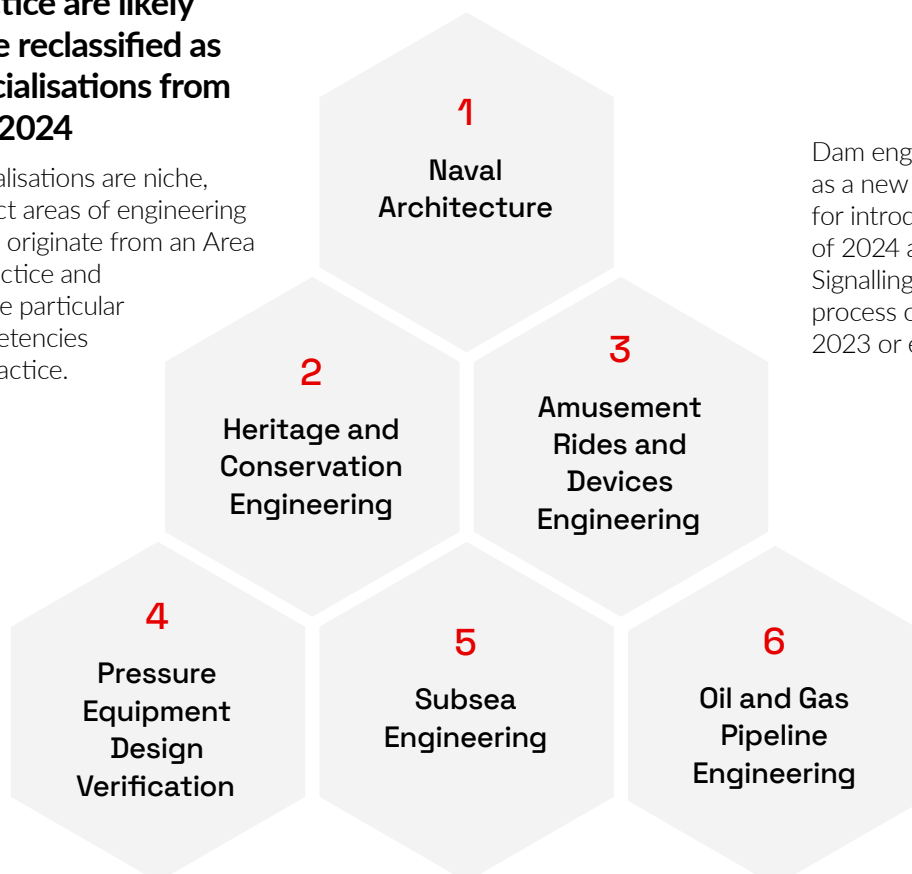 ctice are likely
e reclassified as
cialisations from
2024
alisations are niche,
ct areas of engineering
originate from an Area
actice and
e particular
etencies
actice.
1
Naval
Architecture
Dam eng
as a new
for introd
of 2024 a
Signalling
process o
2023 or e
2
Heritage and
Conservation
Engineering
3
Amusement
Rides and
Devices
Engineering
4
Pressure
Equipment
Design
Verification
5
Subsea
Engineering
6
Oil and Gas
Pipeline
Engineering